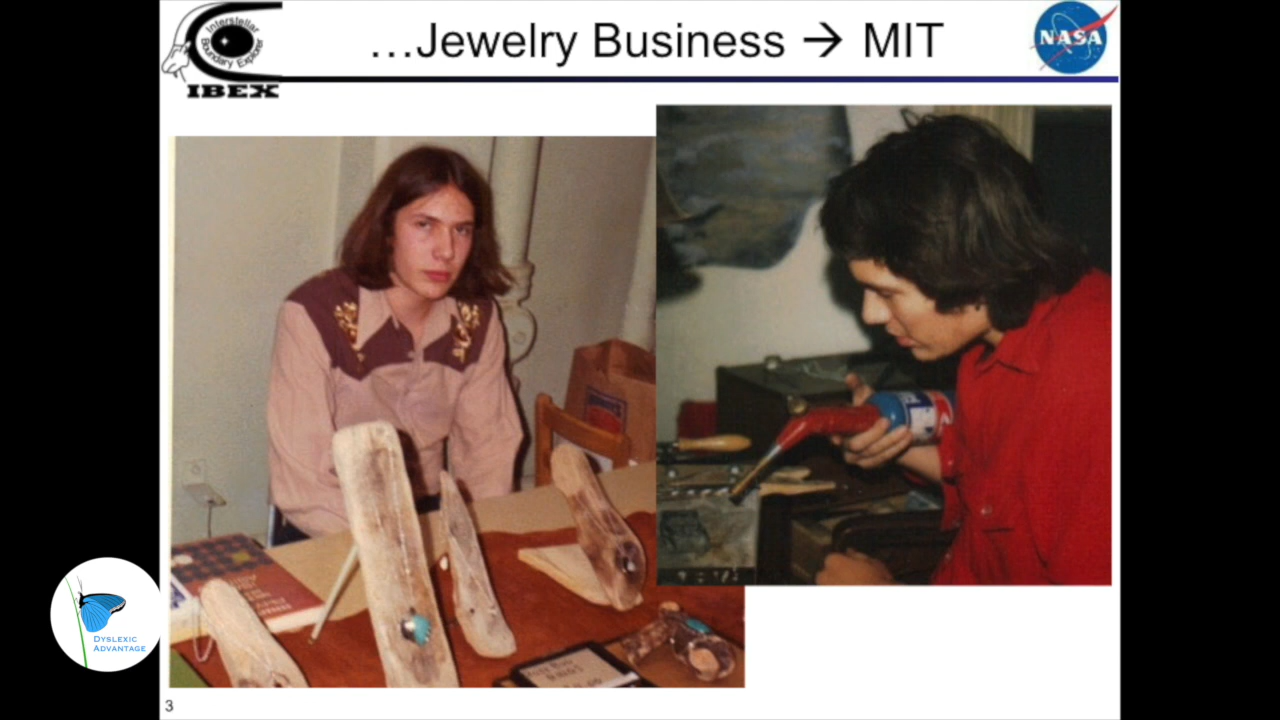 …Jewelry Business → MIT
Interstellar
Boundary Explorer
IBEX
NASA
DYSLEXIC
ADVANTAGE
3